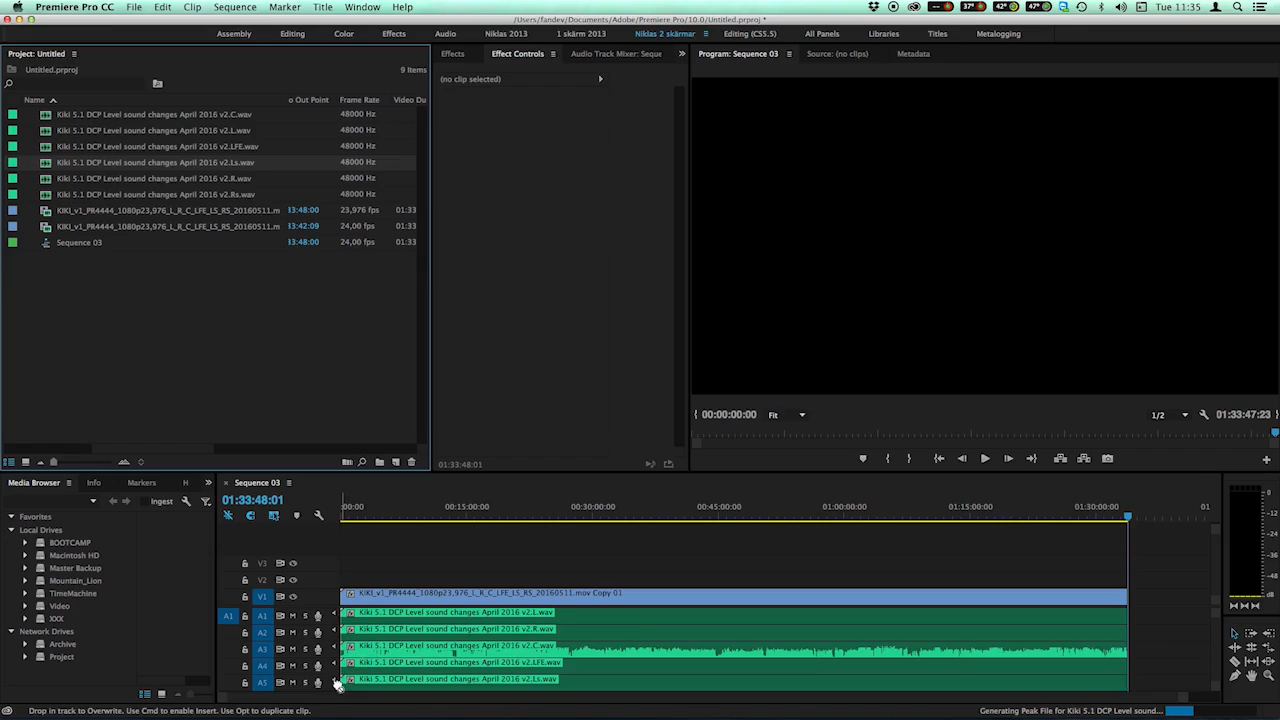 Premiere Pro CC File Edit Clip Sequence Marker Title Window Help 37° 42° 47° Tue 11:35
/Users/fandev/Documents/Adobe/Premiere Pro/10.0/Untitled.prproj *
Assembly Editing Color Effects Audio Niklas 2013 1 skärm 2013 Niklas 2 skärmar Editing (CS5.5) All Panels Libraries Titles Metalogging
Project: Untitled
Untitled.prproj 9 Items
Name o Out Point Frame Rate Video Du
Kiki 5.1 DCP Level sound changes April 2016 v2.C.wav 48000 Hz
Kiki 5.1 DCP Level sound changes April 2016 v2.L.wav 48000 Hz
Kiki 5.1 DCP Level sound changes April 2016 v2.LFE.wav 48000 Hz
Kiki 5.1 DCP Level sound changes April 2016 v2.Ls.wav 48000 Hz
Kiki 5.1 DCP Level sound changes April 2016 v2.R.wav 48000 Hz
Kiki 5.1 DCP Level sound changes April 2016 v2.Rs.wav 48000 Hz
KIKI_v1_PR4444_1080p23,976_L_R_C_LFE_LS_RS_20160511.m 33:48:00 23,976 fps 01:33
KIKI_v1_PR4444_1080p23,976_L_R_C_LFE_LS_RS_20160511.m 33:42:09 24,00 fps 01:33
Sequence 03 33:48:00 24,00 fps 01:33
Effects Effect Controls Audio Track Mixer: Seque
(no clip selected)
01:33:48:01
Program: Sequence 03 Source: (no clips) Metadata
00:00:00:00 Fit 1/2 01:33:47:23
Media Browser Info Markers H
Ingest
Favorites
Local Drives
BOOTCAMP
Macintosh HD
Master Backup
Mountain_Lion
TimeMachine
Video
XXX
Network Drives
Archive
Project
× Sequence 03
01:33:48:01
:00:00 00:15:00:00 00:30:00:00 00:45:00:00 01:00:00:00 01:15:00:00 01:30:00:00 01
V3
V2
V1 KIKI_v1_PR4444_1080p23,976_L_R_C_LFE_LS_RS_20160511.mov Copy 01
A1 A1 M S Kiki 5.1 DCP Level sound changes April 2016 v2.L.wav
A2 M S Kiki 5.1 DCP Level sound changes April 2016 v2.R.wav
A3 M S Kiki 5.1 DCP Level sound changes April 2016 v2.C.wav
A4 M S Kiki 5.1 DCP Level sound changes April 2016 v2.LFE.wav
A5 M S Kiki 5.1 DCP Level sound changes April 2016 v2.Ls.wav
0
-12
-24
-36
-48
dB
Drop in track to Overwrite. Use Cmd to enable Insert. Use Opt to duplicate clip. Generating Peak File for Kiki 5.1 DCP Level sound...